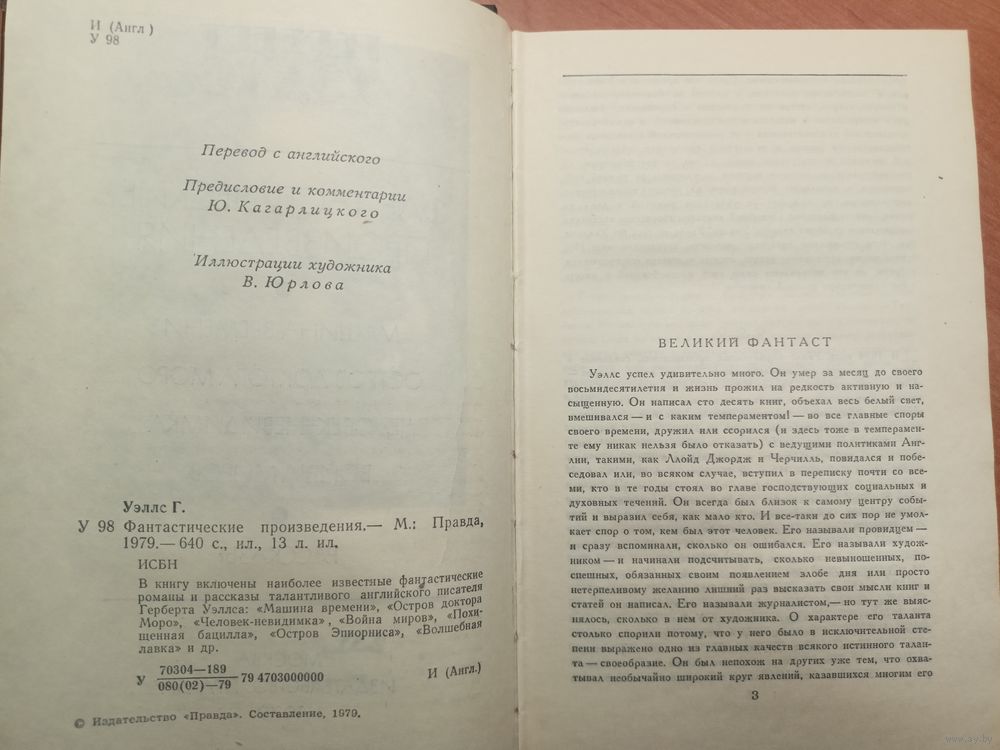 И (Англ)
У 98
Перевод с английского
Предисловие и комментарии
Ю. Кагарлицкого
Иллюстрации художника
В. Юрлова
Уэллс Г.
У 98 Фантастические произведения.— М.: Правда,
1979.— 640 с., ил., 13 л. ил.
ИСБН
В книгу включены наиболее известные фантастические
романы и рассказы талантливого английского писателя
Герберта Уэллса: «Машина времени», «Остров доктора
Моро», «Человек-невидимка», «Война миров», «Похи-
щенная бацилла», «Остров Эпиорниса», «Волшебная
лавка» и др.
70304—189
У 080(02)—79 79 4703000000 И (Англ.)
© Издательство «Правда». Составление, 1979.
ВЕЛИКИЙ ФАНТАСТ
Уэллс успел удивительно много. Он умер за месяц до своего
восьмидесятилетия и жизнь прожил на редкость активную и на-
сыщенную. Он написал сто десять книг, объехал весь белый свет,
вмешивался — и с каким темпераментом! — во все главные споры
своего времени, дружил или ссорился (и здесь тоже в темперамен-
те ему никак нельзя было отказать) с ведущими политиками Анг-
лии, такими, как Ллойд Джордж и Черчилль, повидался и побе-
седовал или, во всяком случае, вступил в переписку почти со все-
ми, кто в те годы стоял во главе господствующих социальных и
духовных течений. Он всегда был близок к самому центру собы-
тий и выразил себя, как мало кто. И все-таки до сих пор не умол-
кает спор о том, кем был этот человек. Его называли провидцем —
и сразу вспоминали, сколько он ошибался. Его называли худож-
ником — и начинали подсчитывать, сколько невыношенных, по-
спешных, обязанных своим появлением злобе дня или просто
нетерпеливому желанию лишний раз высказать свои мысли книг и
статей он написал. Его называли журналистом,— но тут же выяс-
нялось, сколько в нем от художника. О характере его таланта
столько спорили потому, что у него было в исключительной сте-
пени выражено одно из главных качеств всякого истинного талан-
та — своеобразие. Он был непохож на других уже тем, что охва-
тывал необычайно широкий круг явлений, казавшихся многим его
3
www.ay.by